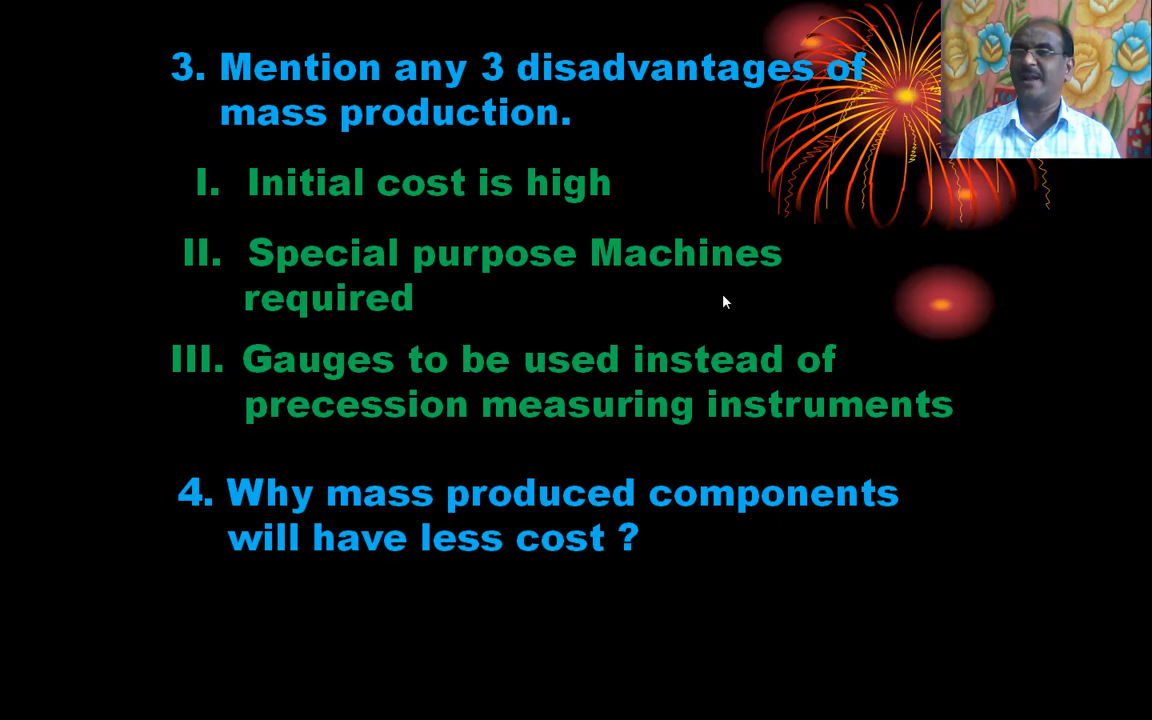 3. Mention any 3 disadvantages of
mass production.
I. Initial cost is high
II. Special purpose Machines
required
III. Gauges to be used instead of
precession measuring instruments
4. Why mass produced components
will have less cost ?